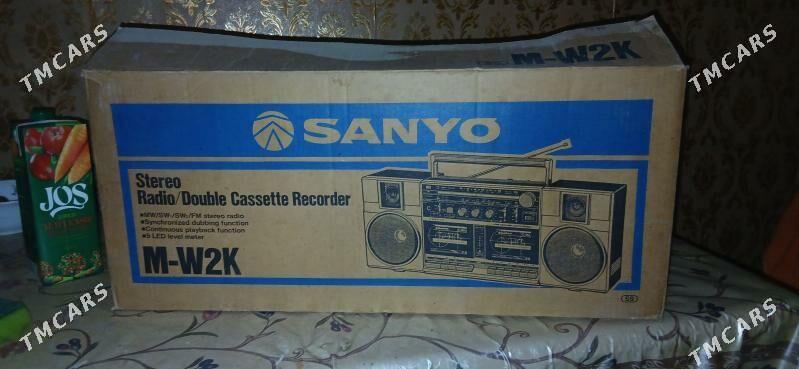 TMCARS
TMCARS
M-W2K
SANYO
Stereo
Radio/Double Cassette Recorder
●MW/SW₁/SW₂/FM stereo radio
●Synchronized dubbing function
●Continuous playback function
●5 LED level meter
M-W2K
JOS
TMCARS
TMCARS